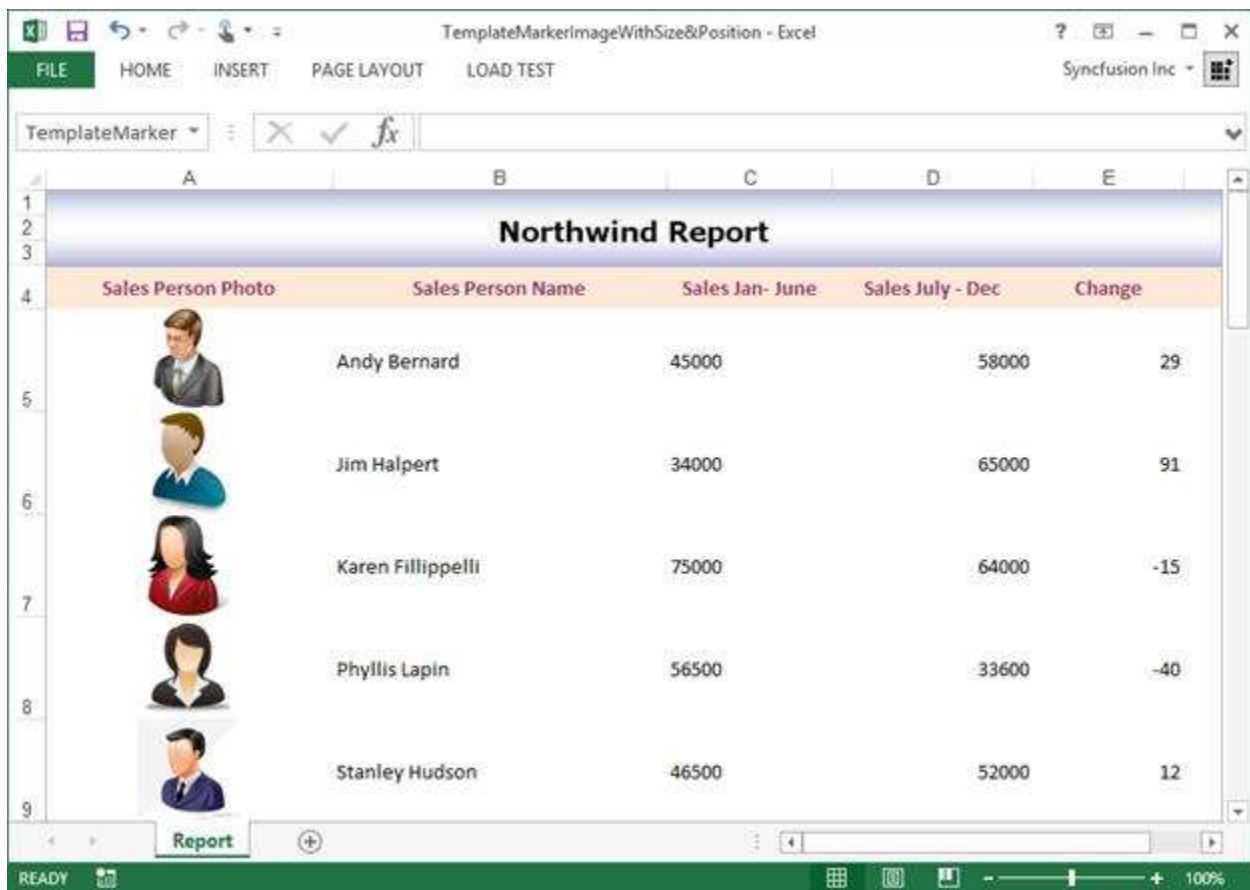 TemplateMarkerImageWithSize&Position - Excel ?
FILE HOME INSERT PAGE LAYOUT LOAD TEST Syncfusion Inc
TemplateMarker fx
A B C D E
1
2
3
Northwind Report
4 Sales Person Photo Sales Person Name Sales Jan- June Sales July - Dec Change
5 Andy Bernard 45000 58000 29
6 Jim Halpert 34000 65000 91
7 Karen Fillippelli 75000 64000 -15
8 Phyllis Lapin 56500 33600 -40
9 Stanley Hudson 46500 52000 12
Report
READY 100%